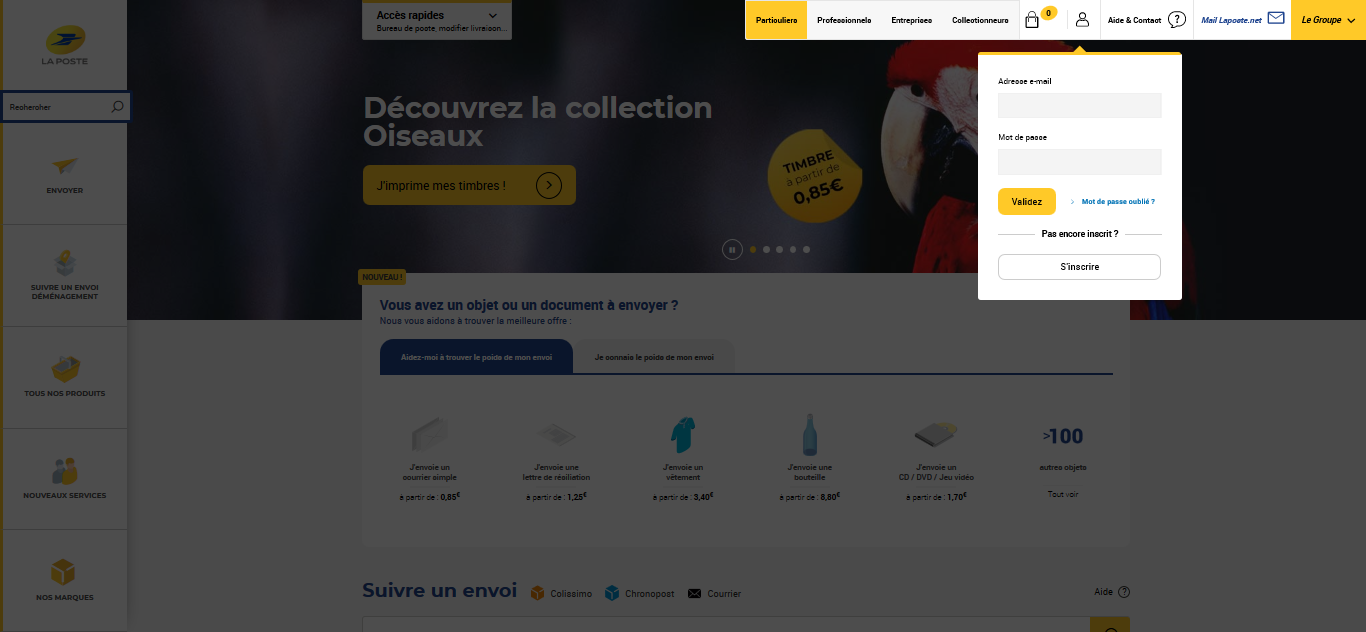 LA POSTE
Rechercher
ENVOYER
SUIVRE UN ENVOI
DÉMÉNAGEMENT
TOUS NOS PRODUITS
NOUVEAUX SERVICES
NOS MARQUES
Accès rapides
Bureau de poste, modifier livraison...
Particuliers
Professionnels
Entreprises
Collectionneurs
0
Aide & Contact
?
Mail Laposte.net
Le Groupe
Découvrez la collection
Oiseaux
J'imprime mes timbres !
TIMBRE
à partir de
0,85€
Adresse e-mail
Mot de passe
Validez
Mot de passe oublié ?
Pas encore inscrit ?
S'inscrire
NOUVEAU !
Vous avez un objet ou un document à envoyer ?
Nous vous aidons à trouver la meilleure offre :
Aidez-moi à trouver le poids de mon envoi
Je connais le poids de mon envoi
J'envoie un
courrier simple
à partir de : 0,85€
J'envoie une
lettre de résiliation
à partir de : 1,25€
J'envoie un
vêtement
à partir de : 3,40€
J'envoie une
bouteille
à partir de : 8,80€
J'envoie un
CD / DVD / Jeu vidéo
à partir de : 1,70€
>100
autres objets
Tout voir
Suivre un envoi
Colissimo
Chronopost
Courrier
Aide
?